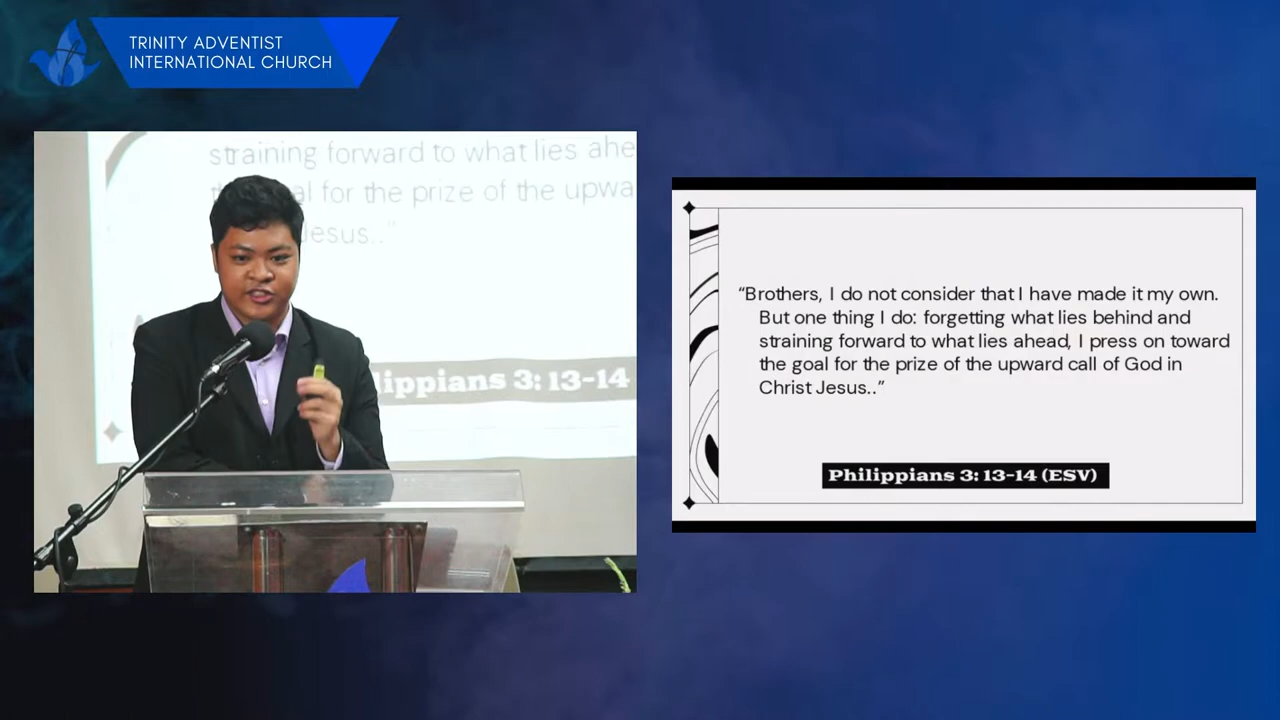 TRINITY ADVENTIST
INTERNATIONAL CHURCH
straining forward to what lies ahe
al for the prize of the upwa
Jesus.."
lippians 3: 13-14
“Brothers, I do not consider that I have made it my own.
But one thing I do: forgetting what lies behind and
straining forward to what lies ahead, I press on toward
the goal for the prize of the upward call of God in
Christ Jesus..”
Philippians 3: 13-14 (ESV)